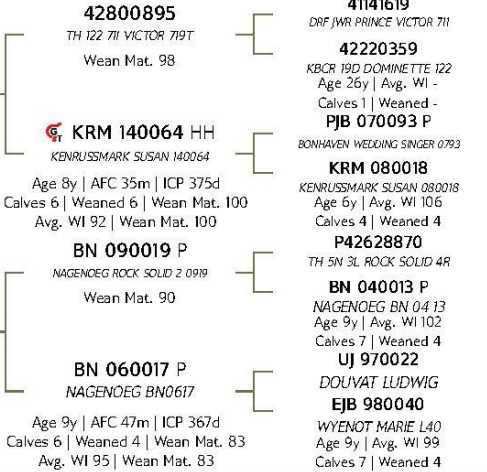 42800895
TH 122 71I VICTOR 719T
Wean Mat. 98
KRM 140064 HH
KENRUSSMARK SUSAN 140064
Age 8y | AFC 35m | ICP 375d
Calves 6 | Weaned 6 | Wean Mat. 100
Avg. WI 92 | Wean Mat. 100
BN 090019 P
NAGENOEG ROCK SOLID 2 0919
Wean Mat. 90
BN 060017 P
NAGENOEG BN0617
Age 9y | AFC 47m | ICP 367d
Calves 6 | Weaned 4 | Wean Mat. 83
Avg. WI 95 | Wean Mat. 83
41141619
DRF JWR PRINCE VICTOR 71I
42220359
KBCR 19D DOMINETTE 122
Age 26y | Avg. WI -
Calves 1 | Weaned -
PJB 070093 P
BONHAVEN WEDDING SINGER 0793
KRM 080018
KENRUSSMARK SUSAN 080018
Age 6y | Avg. WI 106
Calves 4 | Weaned 4
P42628870
TH 5N 3L ROCK SOLID 4R
BN 040013 P
NAGENOEG BN 04 13
Age 9y | Avg. WI 102
Calves 7 | Weaned 4
UJ 970022
DOUVAT LUDWIG
EJB 980040
WYENOT MARIE L40
Age 9y | Avg. WI 99
Calves 7 | Weaned 4